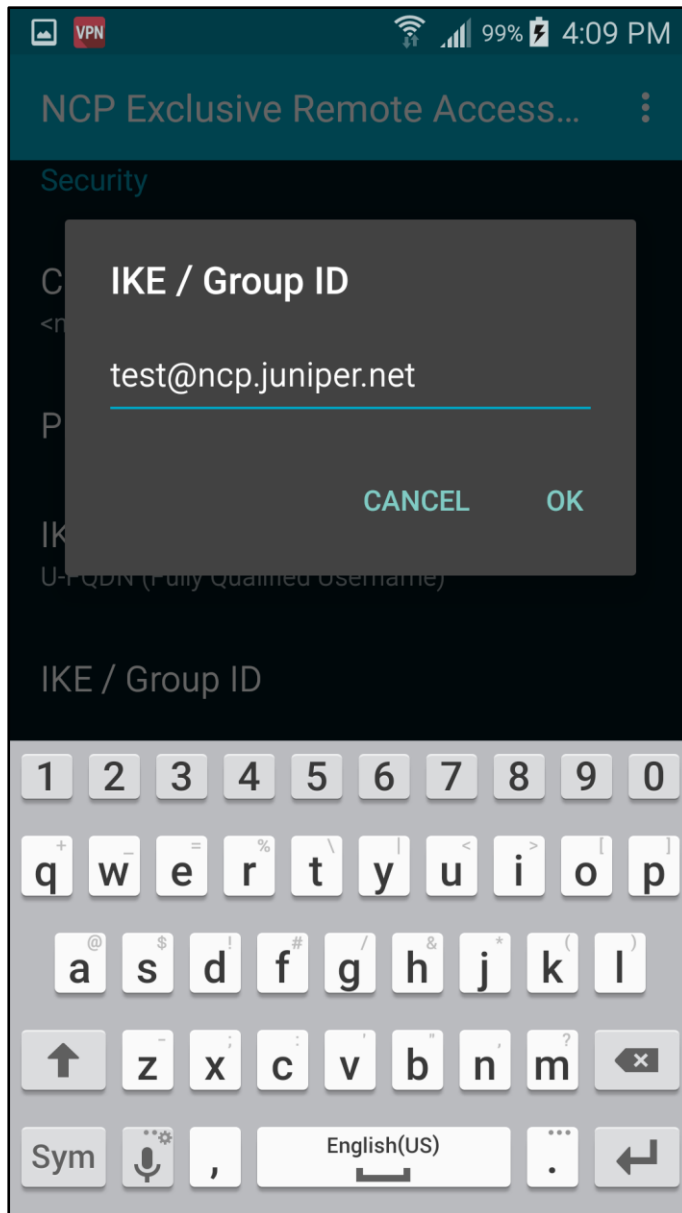 VPN 99% 4:09 PM
NCP Exclusive Remote Access...
Security
C
IKE / Group ID
<n
test@ncp.juniper.net
P
CANCEL OK
IK
U-FQDN (Fully Qualified Username)
IKE / Group ID
1 2 3 4 5 6 7 8 9 0
+ _ = % \ | < > [ ]
q w e r t y u i o p
@ $ ! # / & * ( )
a s d f g h j k l
- ; : ' " , ?
z x c v b n m
Sym , English(US) .